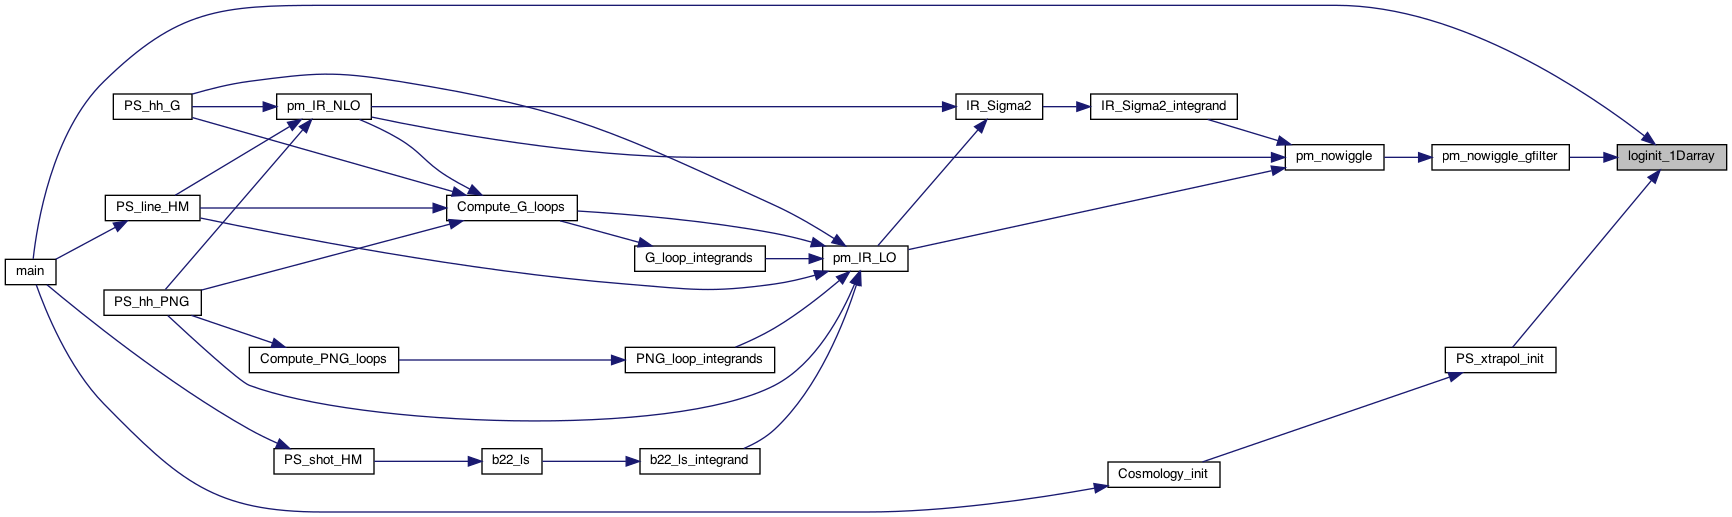 PS_hh_G
pm_IR_NLO
IR_Sigma2
IR_Sigma2_integrand
pm_nowiggle
pm_nowiggle_gfilter
loginit_1Darray
PS_line_HM
Compute_G_loops
main
G_loop_integrands
pm_IR_LO
PS_hh_PNG
Compute_PNG_loops
PNG_loop_integrands
PS_xtrapol_init
PS_shot_HM
b22_ls
b22_ls_integrand
Cosmology_init